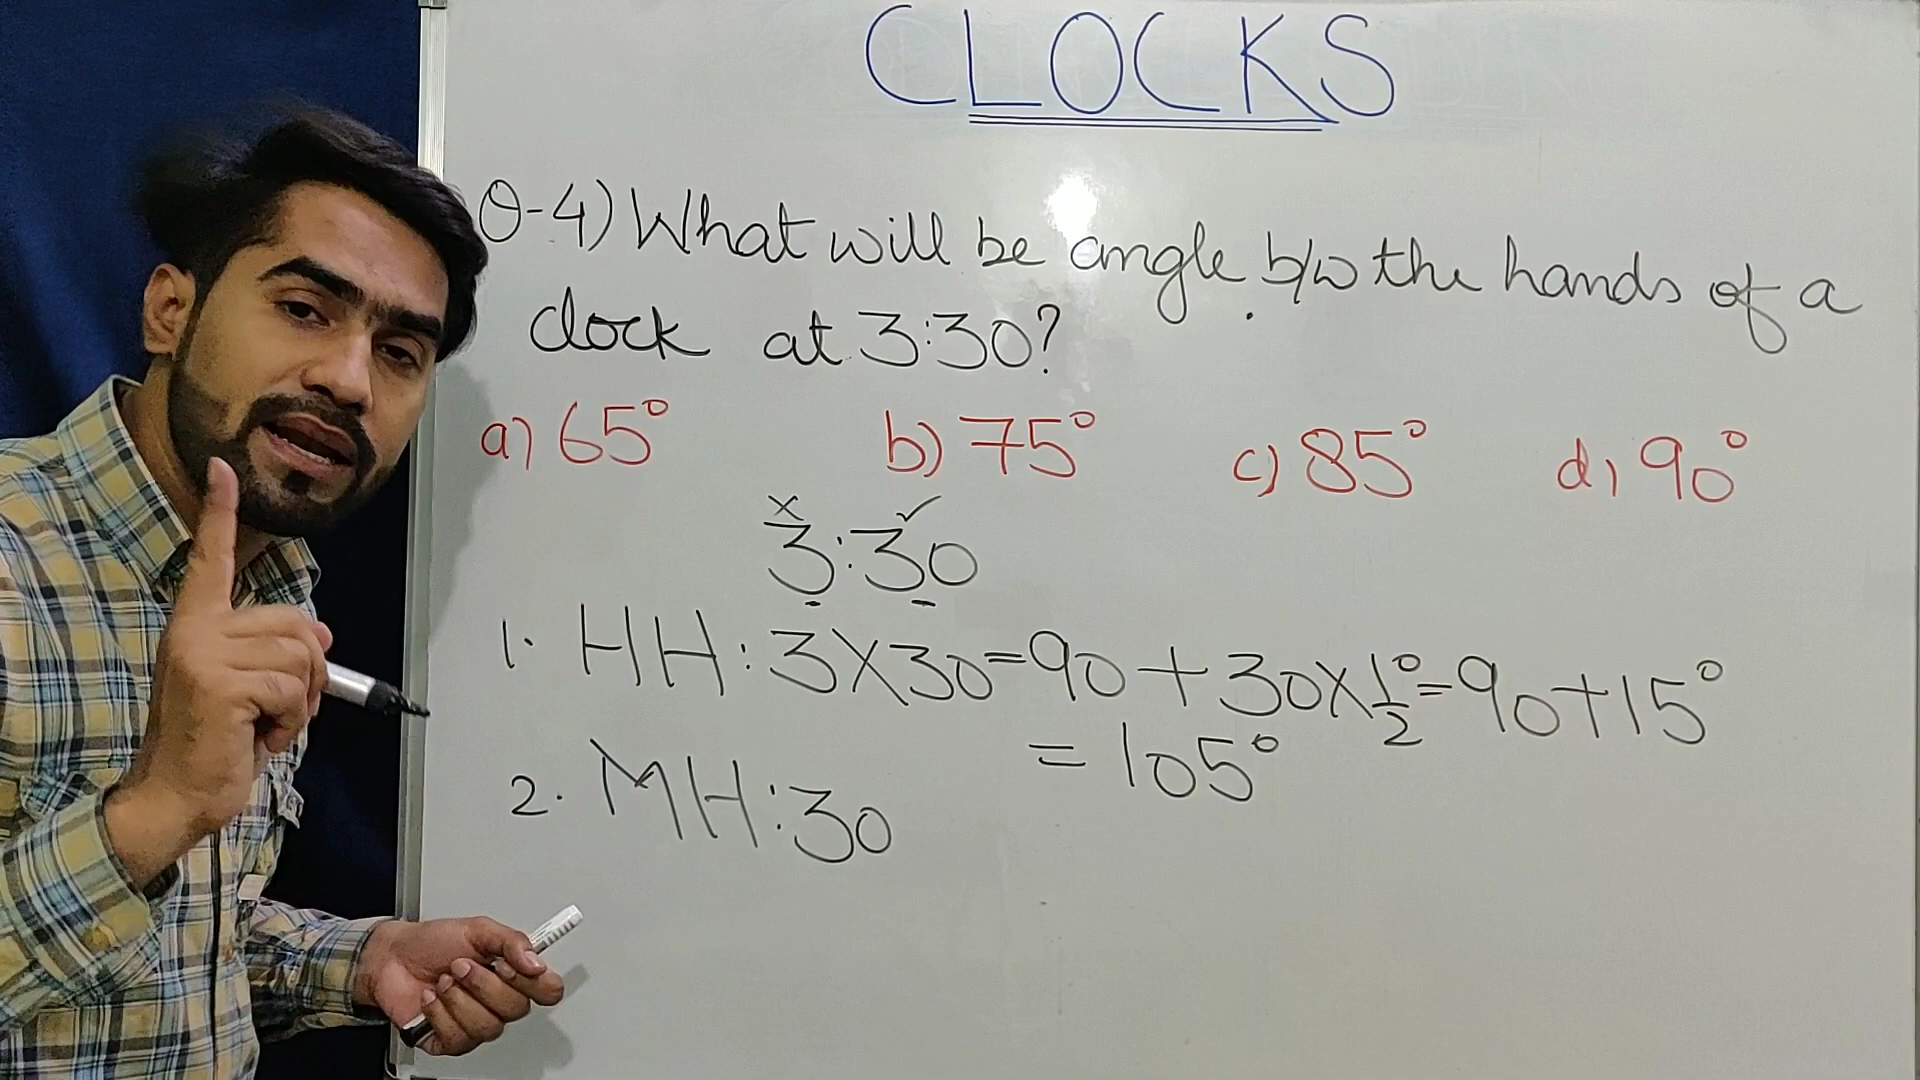 CLOCKS
Q-4) What will be angle b/w the hands of a
clock at 3:30?
a) 65° b) 75° c) 85° d) 90°
x ✓
3:30
1. HH: 3X30=90+30X1/2°=90+15°
= 105°
2. MH:30